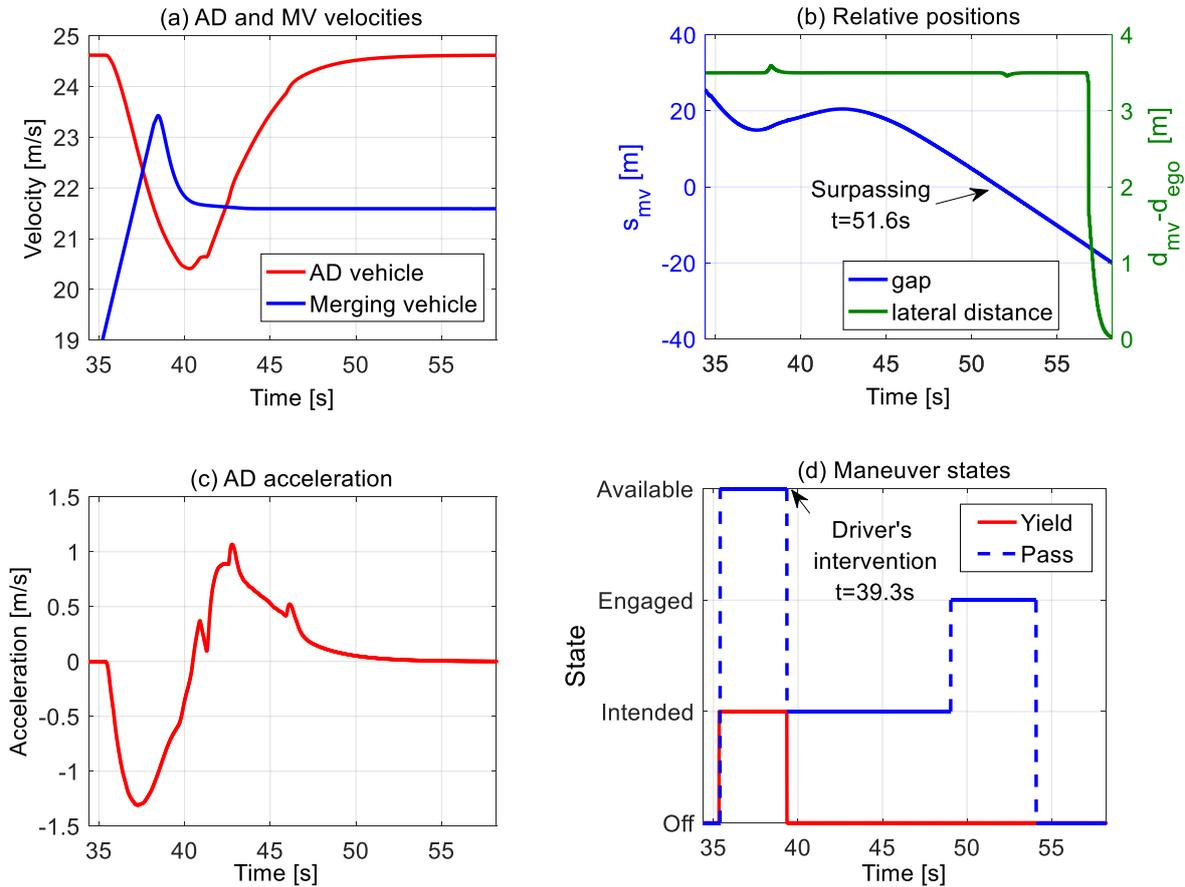 (a) AD and MV velocities
25
24
23
22
21
20
19
Velocity [m/s]
AD vehicle
Merging vehicle
35 40 45 50 55
Time [s]
(b) Relative positions
40
20
0
-20
-40
s_mv [m]
4
3
2
1
0
d_mv-d_ego [m]
Surpassing
t=51.6s
gap
lateral distance
35 40 45 50 55
Time [s]
(c) AD acceleration
1.5
1
0.5
0
-0.5
-1
-1.5
Acceleration [m/s]
35 40 45 50 55
Time [s]
(d) Maneuver states
Available
Engaged
Intended
Off
State
Driver's
intervention
t=39.3s
Yield
Pass
35 40 45 50 55
Time [s]